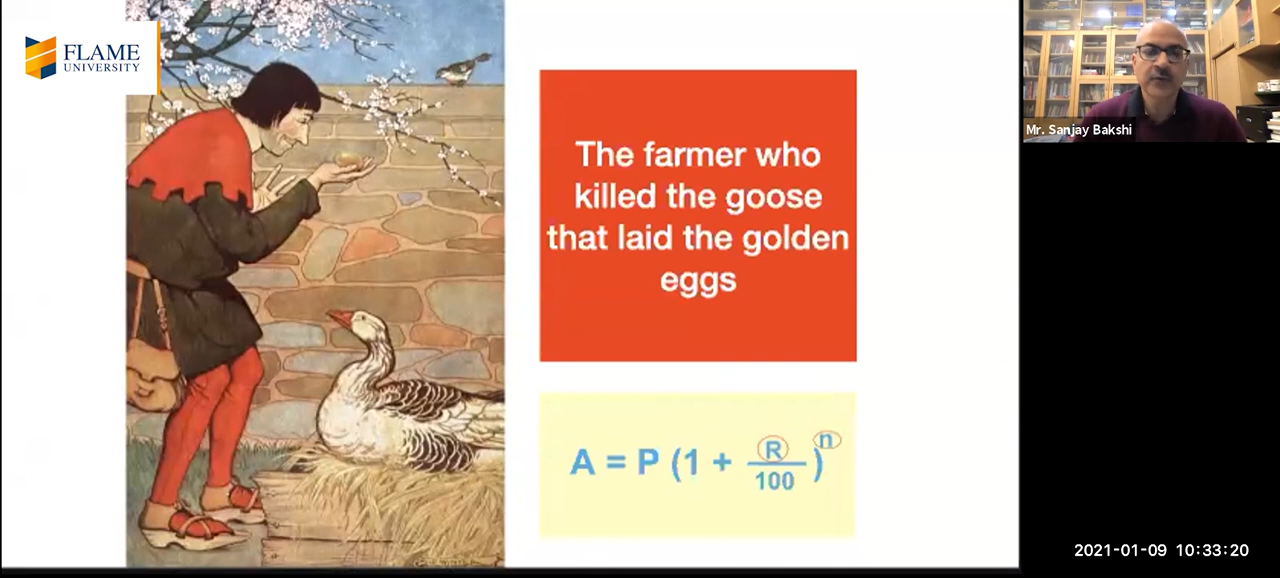 FLAME
UNIVERSITY
The farmer who
killed the goose
that laid the golden
eggs
A = P (1 + R/100)^n
Mr. Sanjay Bakshi
2021-01-09 10:33:20